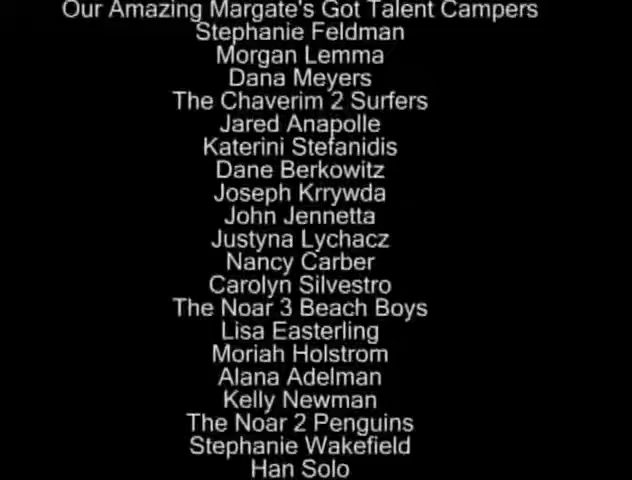 Our Amazing Margate's Got Talent Campers
Stephanie Feldman
Morgan Lemma
Dana Meyers
The Chaverim 2 Surfers
Jared Anapolle
Katerini Stefanidis
Dane Berkowitz
Joseph Krrywda
John Jennetta
Justyna Lychacz
Nancy Carber
Carolyn Silvestro
The Noar 3 Beach Boys
Lisa Easterling
Moriah Holstrom
Alana Adelman
Kelly Newman
The Noar 2 Penguins
Stephanie Wakefield
Han Solo